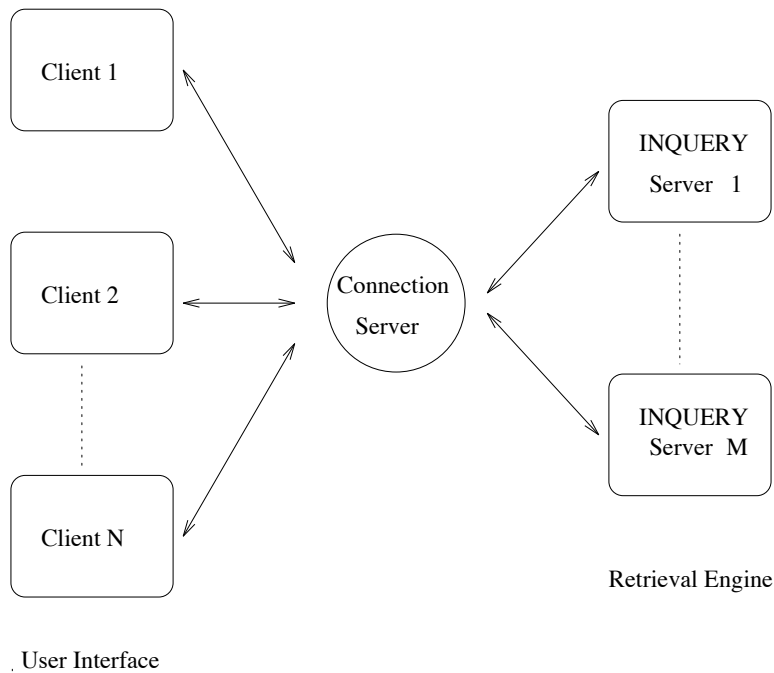 Client 1
INQUERY
Server 1
Client 2
Connection
Server
INQUERY
Server M
Client N
Retrieval Engine
. User Interface